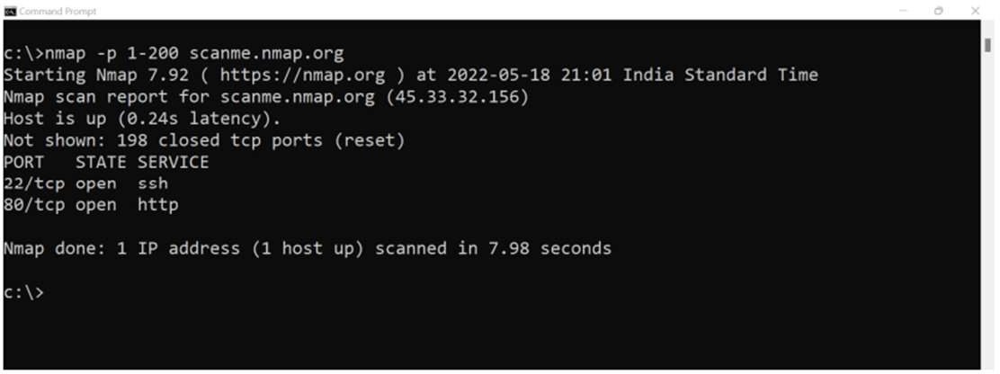 Command Prompt
c:\>nmap -p 1-200 scanme.nmap.org
Starting Nmap 7.92 ( https://nmap.org ) at 2022-05-18 21:01 India Standard Time
Nmap scan report for scanme.nmap.org (45.33.32.156)
Host is up (0.24s latency).
Not shown: 198 closed tcp ports (reset)
PORT   STATE SERVICE
22/tcp open  ssh
80/tcp open  http
Nmap done: 1 IP address (1 host up) scanned in 7.98 seconds
c:\>